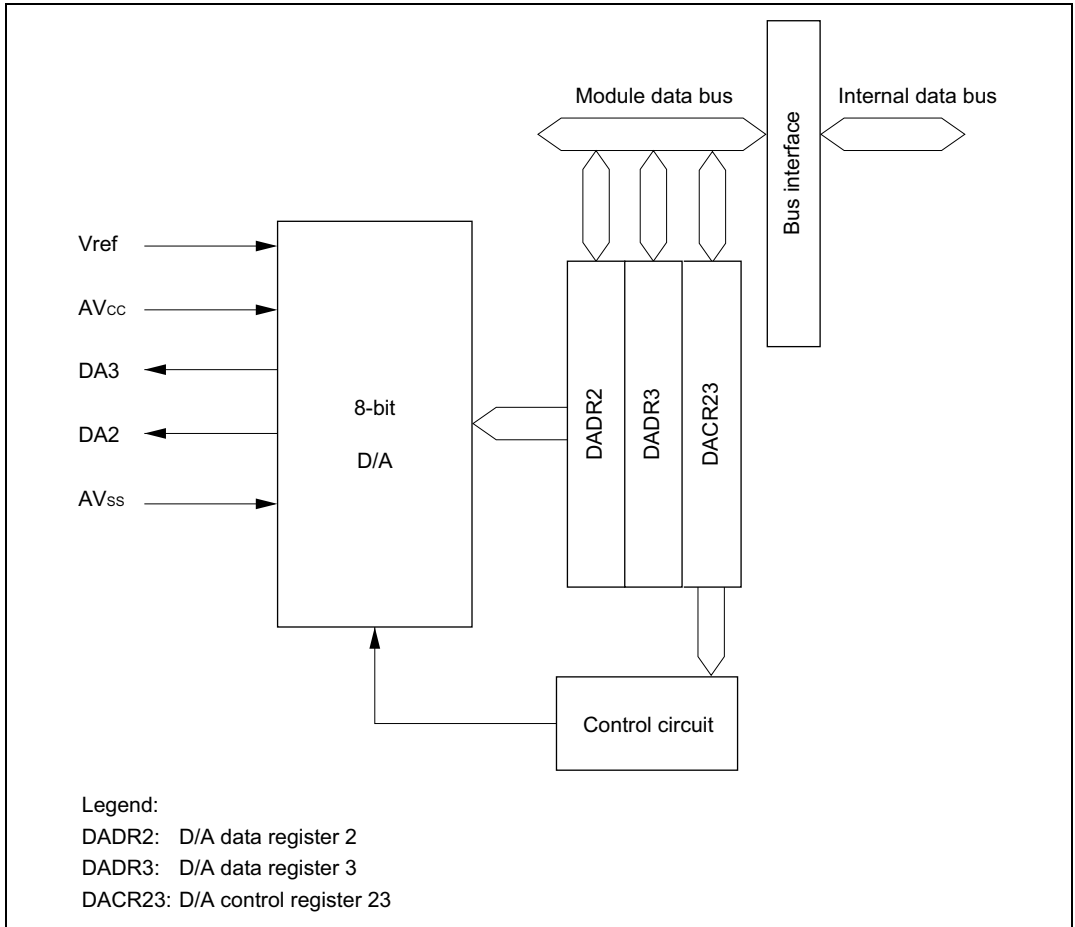 Module data bus
Internal data bus
Bus interface
Vref
AVCC
DA3
DA2
AVSS
8-bit
D/A
DADR2
DADR3
DACR23
Control circuit
Legend:
DADR2: D/A data register 2
DADR3: D/A data register 3
DACR23: D/A control register 23